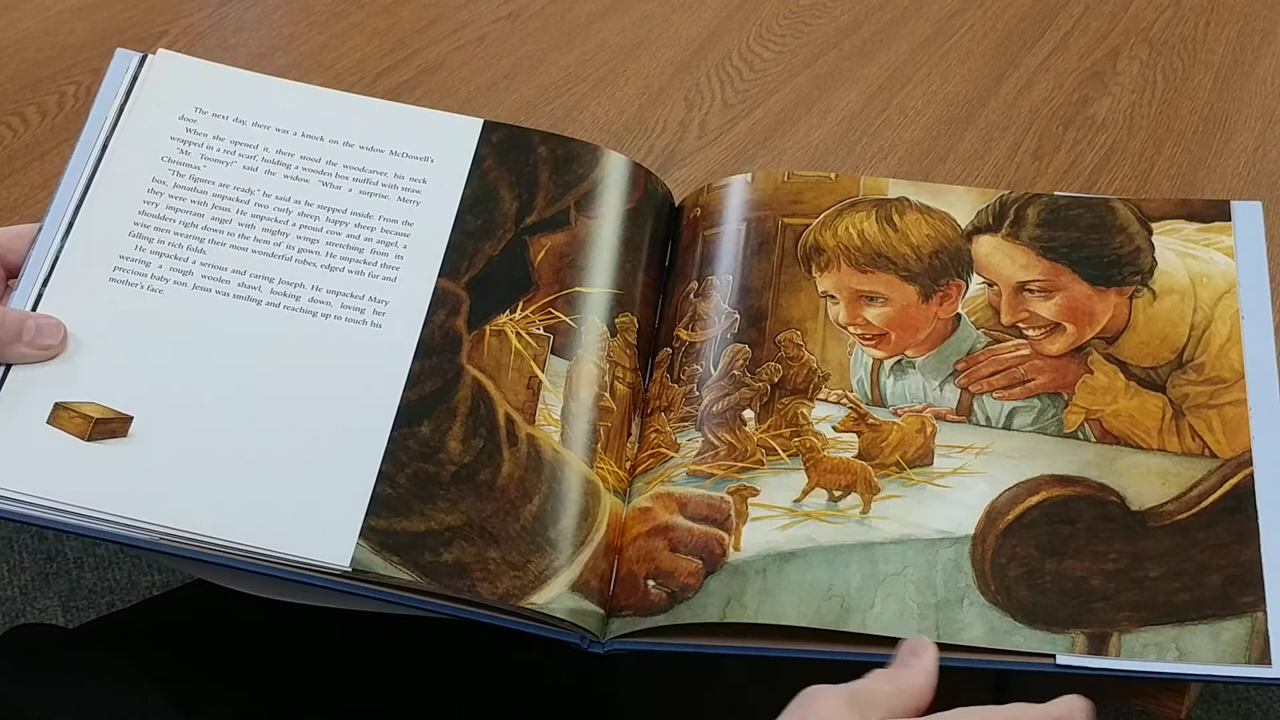 The next day, there was a knock on the widow McDowell's
door.
When she opened it, there stood the woodcarver, his neck
wrapped in a red scarf, holding a wooden box stuffed with straw.
"Mr. Toomey!" said the widow. "What a surprise. Merry
Christmas."
"The figures are ready," he said as he stepped inside. From the
box, Jonathan unpacked two curly sheep, happy sheep because
they were with Jesus. He unpacked a proud cow and an angel, a
very important angel with mighty wings stretching from its
shoulders right down to the hem of its gown. He unpacked three
wise men wearing their most wonderful robes, edged with fur and
falling in rich folds.
He unpacked a serious and caring Joseph. He unpacked Mary
wearing a rough woolen shawl, looking down, loving her
precious baby son. Jesus was smiling and reaching up to touch his
mother's face.